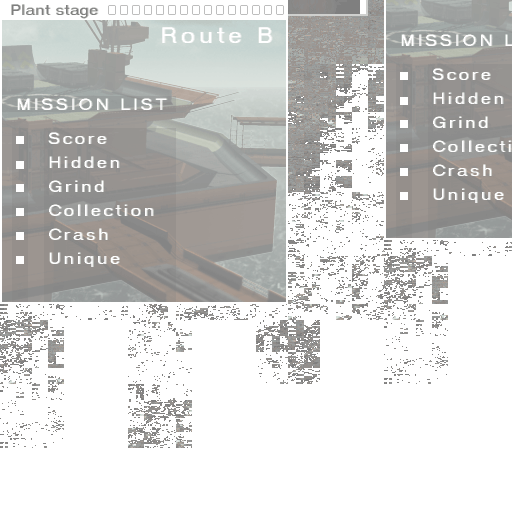 Plant stage
Route B
MISSION LIST
Score
Hidden
Grind
Collection
Crash
Unique
MISSION L
Score
Hidden
Grind
Collecti
Crash
Unique